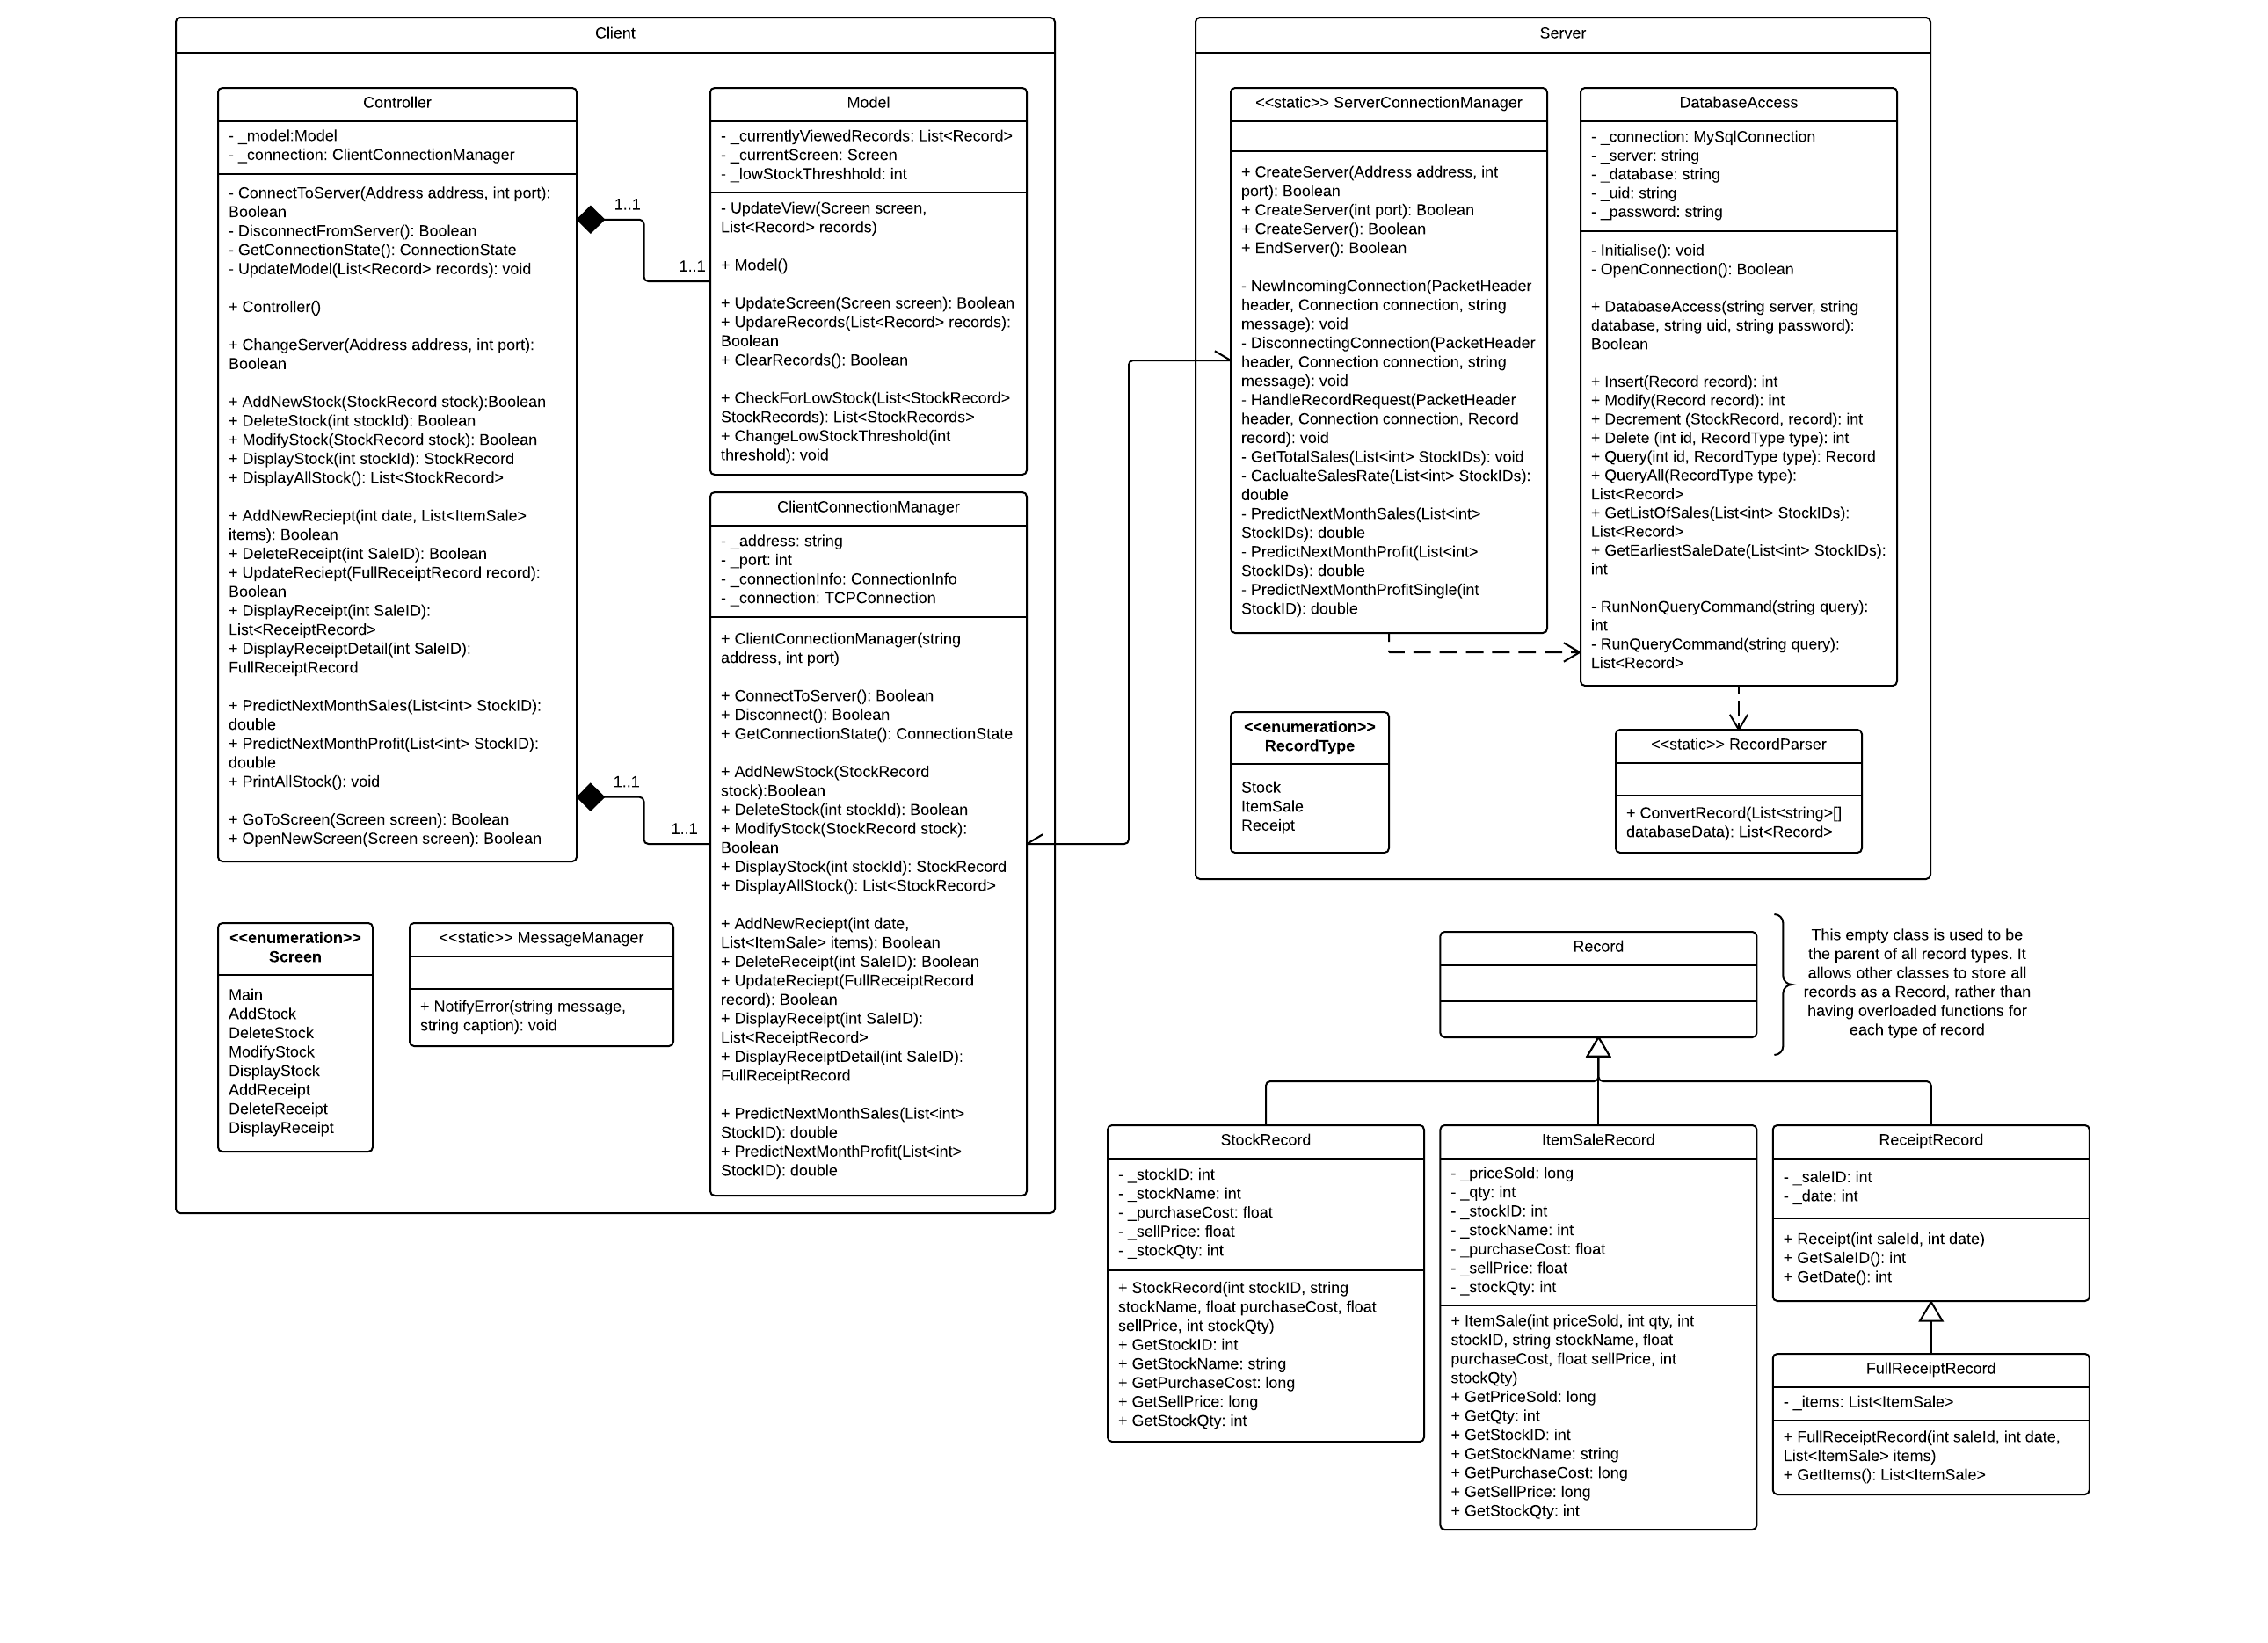 Client
Controller
- _model:Model
- _connection: ClientConnectionManager
- ConnectToServer(Address address, int port):
Boolean
- DisconnectFromServer(): Boolean
- GetConnectionState(): ConnectionState
- UpdateModel(List<Record> records): void
+ Controller()
+ ChangeServer(Address address, int port):
Boolean
+ AddNewStock(StockRecord stock):Boolean
+ DeleteStock(int stockId): Boolean
+ ModifyStock(StockRecord stock): Boolean
+ DisplayStock(int stockId): StockRecord
+ DisplayAllStock(): List<StockRecord>
+ AddNewReciept(int date, List<ItemSale>
items): Boolean
+ DeleteReceipt(int SaleID): Boolean
+ UpdateReciept(FullReceiptRecord record):
Boolean
+ DisplayReceipt(int SaleID):
List<ReceiptRecord>
+ DisplayReceiptDetail(int SaleID):
FullReceiptRecord
+ PredictNextMonthSales(List<int> StockID):
double
+ PredictNextMonthProfit(List<int> StockID):
double
+ PrintAllStock(): void
+ GoToScreen(Screen screen): Boolean
+ OpenNewScreen(Screen screen): Boolean
1..1
1..1
1..1
1..1
Model
- _currentlyViewedRecords: List<Record>
- _currentScreen: Screen
- _lowStockThreshhold: int
- UpdateView(Screen screen,
List<Record> records)
+ Model()
+ UpdateScreen(Screen screen): Boolean
+ UpdareRecords(List<Record> records):
Boolean
+ ClearRecords(): Boolean
+ CheckForLowStock(List<StockRecord>
StockRecords): List<StockRecords>
+ ChangeLowStockThreshold(int
threshold): void
ClientConnectionManager
- _address: string
- _port: int
- _connectionInfo: ConnectionInfo
- _connection: TCPConnection
+ ClientConnectionManager(string
address, int port)
+ ConnectToServer(): Boolean
+ Disconnect(): Boolean
+ GetConnectionState(): ConnectionState
+ AddNewStock(StockRecord
stock):Boolean
+ DeleteStock(int stockId): Boolean
+ ModifyStock(StockRecord stock):
Boolean
+ DisplayStock(int stockId): StockRecord
+ DisplayAllStock(): List<StockRecord>
+ AddNewReciept(int date,
List<ItemSale> items): Boolean
+ DeleteReceipt(int SaleID): Boolean
+ UpdateReciept(FullReceiptRecord
record): Boolean
+ DisplayReceipt(int SaleID):
List<ReceiptRecord>
+ DisplayReceiptDetail(int SaleID):
FullReceiptRecord
+ PredictNextMonthSales(List<int>
StockID): double
+ PredictNextMonthProfit(List<int>
StockID): double
<<enumeration>>
Screen
Main
AddStock
DeleteStock
ModifyStock
DisplayStock
AddReceipt
DeleteReceipt
DisplayReceipt
<<static>> MessageManager
+ NotifyError(string message,
string caption): void
Server
<<static>> ServerConnectionManager
+ CreateServer(Address address, int
port): Boolean
+ CreateServer(int port): Boolean
+ CreateServer(): Boolean
+ EndServer(): Boolean
- NewIncomingConnection(PacketHeader
header, Connection connection, string
message): void
- DisconnectingConnection(PacketHeader
header, Connection connection, string
message): void
- HandleRecordRequest(PacketHeader
header, Connection connection, Record
record): void
- GetTotalSales(List<int> StockIDs): void
- CaclualteSalesRate(List<int> StockIDs):
double
- PredictNextMonthSales(List<int>
StockIDs): double
- PredictNextMonthProfit(List<int>
StockIDs): double
- PredictNextMonthProfitSingle(int
StockID): double
DatabaseAccess
- _connection: MySqlConnection
- _server: string
- _database: string
- _uid: string
- _password: string
- Initialise(): void
- OpenConnection(): Boolean
+ DatabaseAccess(string server, string
database, string uid, string password):
Boolean
+ Insert(Record record): int
+ Modify(Record record): int
+ Decrement (StockRecord, record): int
+ Delete (int id, RecordType type): int
+ Query(int id, RecordType type): Record
+ QueryAll(RecordType type):
List<Record>
+ GetListOfSales(List<int> StockIDs):
List<Record>
+ GetEarliestSaleDate(List<int> StockIDs):
int
- RunNonQueryCommand(string query):
int
- RunQueryCommand(string query):
List<Record>
<<enumeration>>
RecordType
Stock
ItemSale
Receipt
<<static>> RecordParser
+ ConvertRecord(List<string>[]
databaseData): List<Record>
Record
This empty class is used to be
the parent of all record types. It
allows other classes to store all
records as a Record, rather than
having overloaded functions for
each type of record
StockRecord
- _stockID: int
- _stockName: int
- _purchaseCost: float
- _sellPrice: float
- _stockQty: int
+ StockRecord(int stockID, string
stockName, float purchaseCost, float
sellPrice, int stockQty)
+ GetStockID: int
+ GetStockName: string
+ GetPurchaseCost: long
+ GetSellPrice: long
+ GetStockQty: int
ItemSaleRecord
- _priceSold: long
- _qty: int
- _stockID: int
- _stockName: int
- _purchaseCost: float
- _sellPrice: float
- _stockQty: int
+ ItemSale(int priceSold, int qty, int
stockID, string stockName, float
purchaseCost, float sellPrice, int
stockQty)
+ GetPriceSold: long
+ GetQty: int
+ GetStockID: int
+ GetStockName: string
+ GetPurchaseCost: long
+ GetSellPrice: long
+ GetStockQty: int
ReceiptRecord
- _saleID: int
- _date: int
+ Receipt(int saleId, int date)
+ GetSaleID(): int
+ GetDate(): int
FullReceiptRecord
- _items: List<ItemSale>
+ FullReceiptRecord(int saleId, int date,
List<ItemSale> items)
+ GetItems(): List<ItemSale>